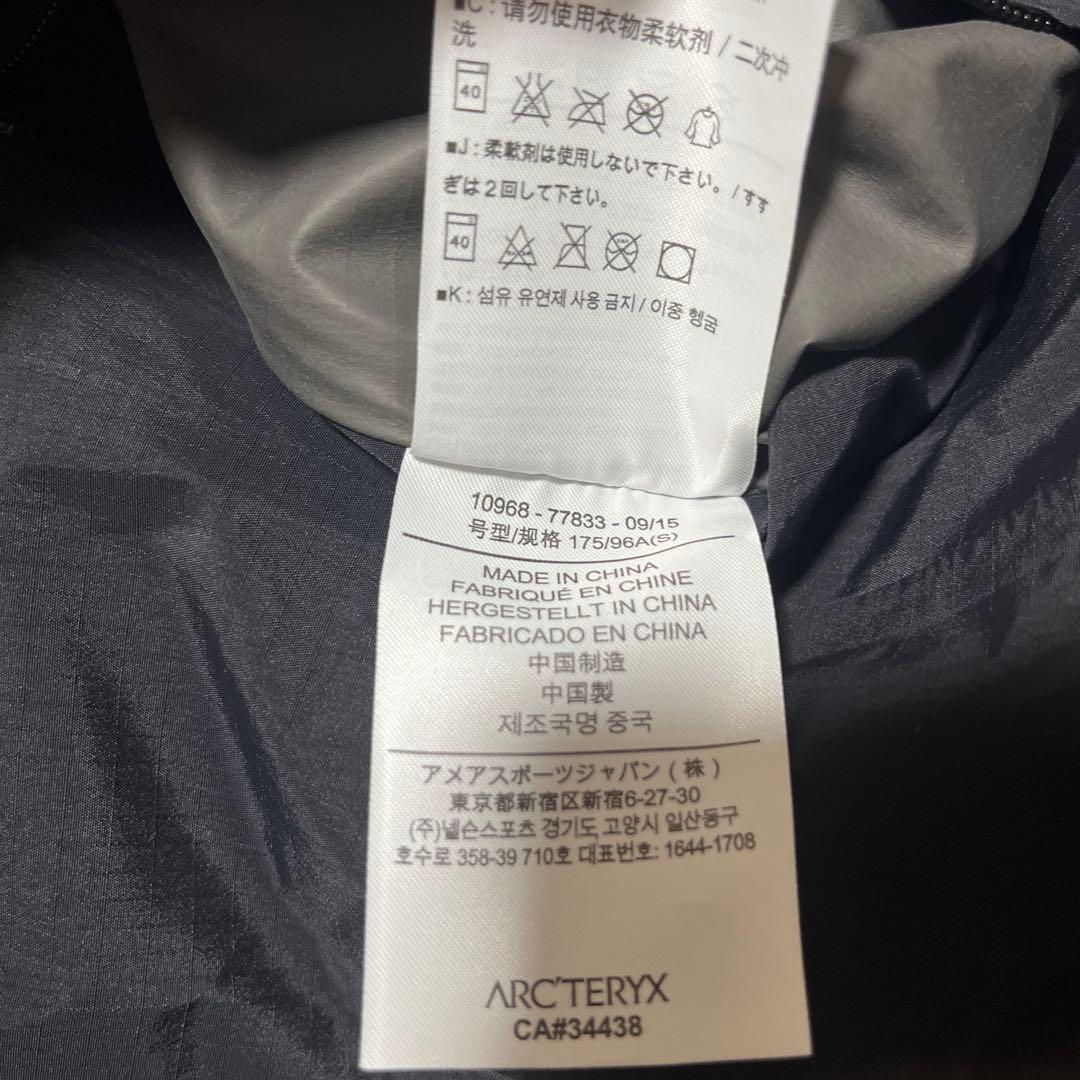 ■C : 请勿使用衣物柔软剂 / 二次冲
洗
40
■J : 柔軟剤は使用しないで下さい。/ すす
ぎは2回して下さい。
40
■K : 섬유 유연제 사용 금지 / 이중 헹굼
10968 - 77833 - 09/15
号型/规格 175/96A(S)
MADE IN CHINA
FABRIQUÉ EN CHINE
HERGESTELLT IN CHINA
FABRICADO EN CHINA
中国制造
中国製
제조국명 중국
アメアスポーツジャパン ( 株 )
東京都新宿区新宿6-27-30
(주)넬슨스포츠 경기도 고양시 일산동구
호수로 358-39 710호 대표번호: 1644-1708
ARC'TERYX
CA#34438